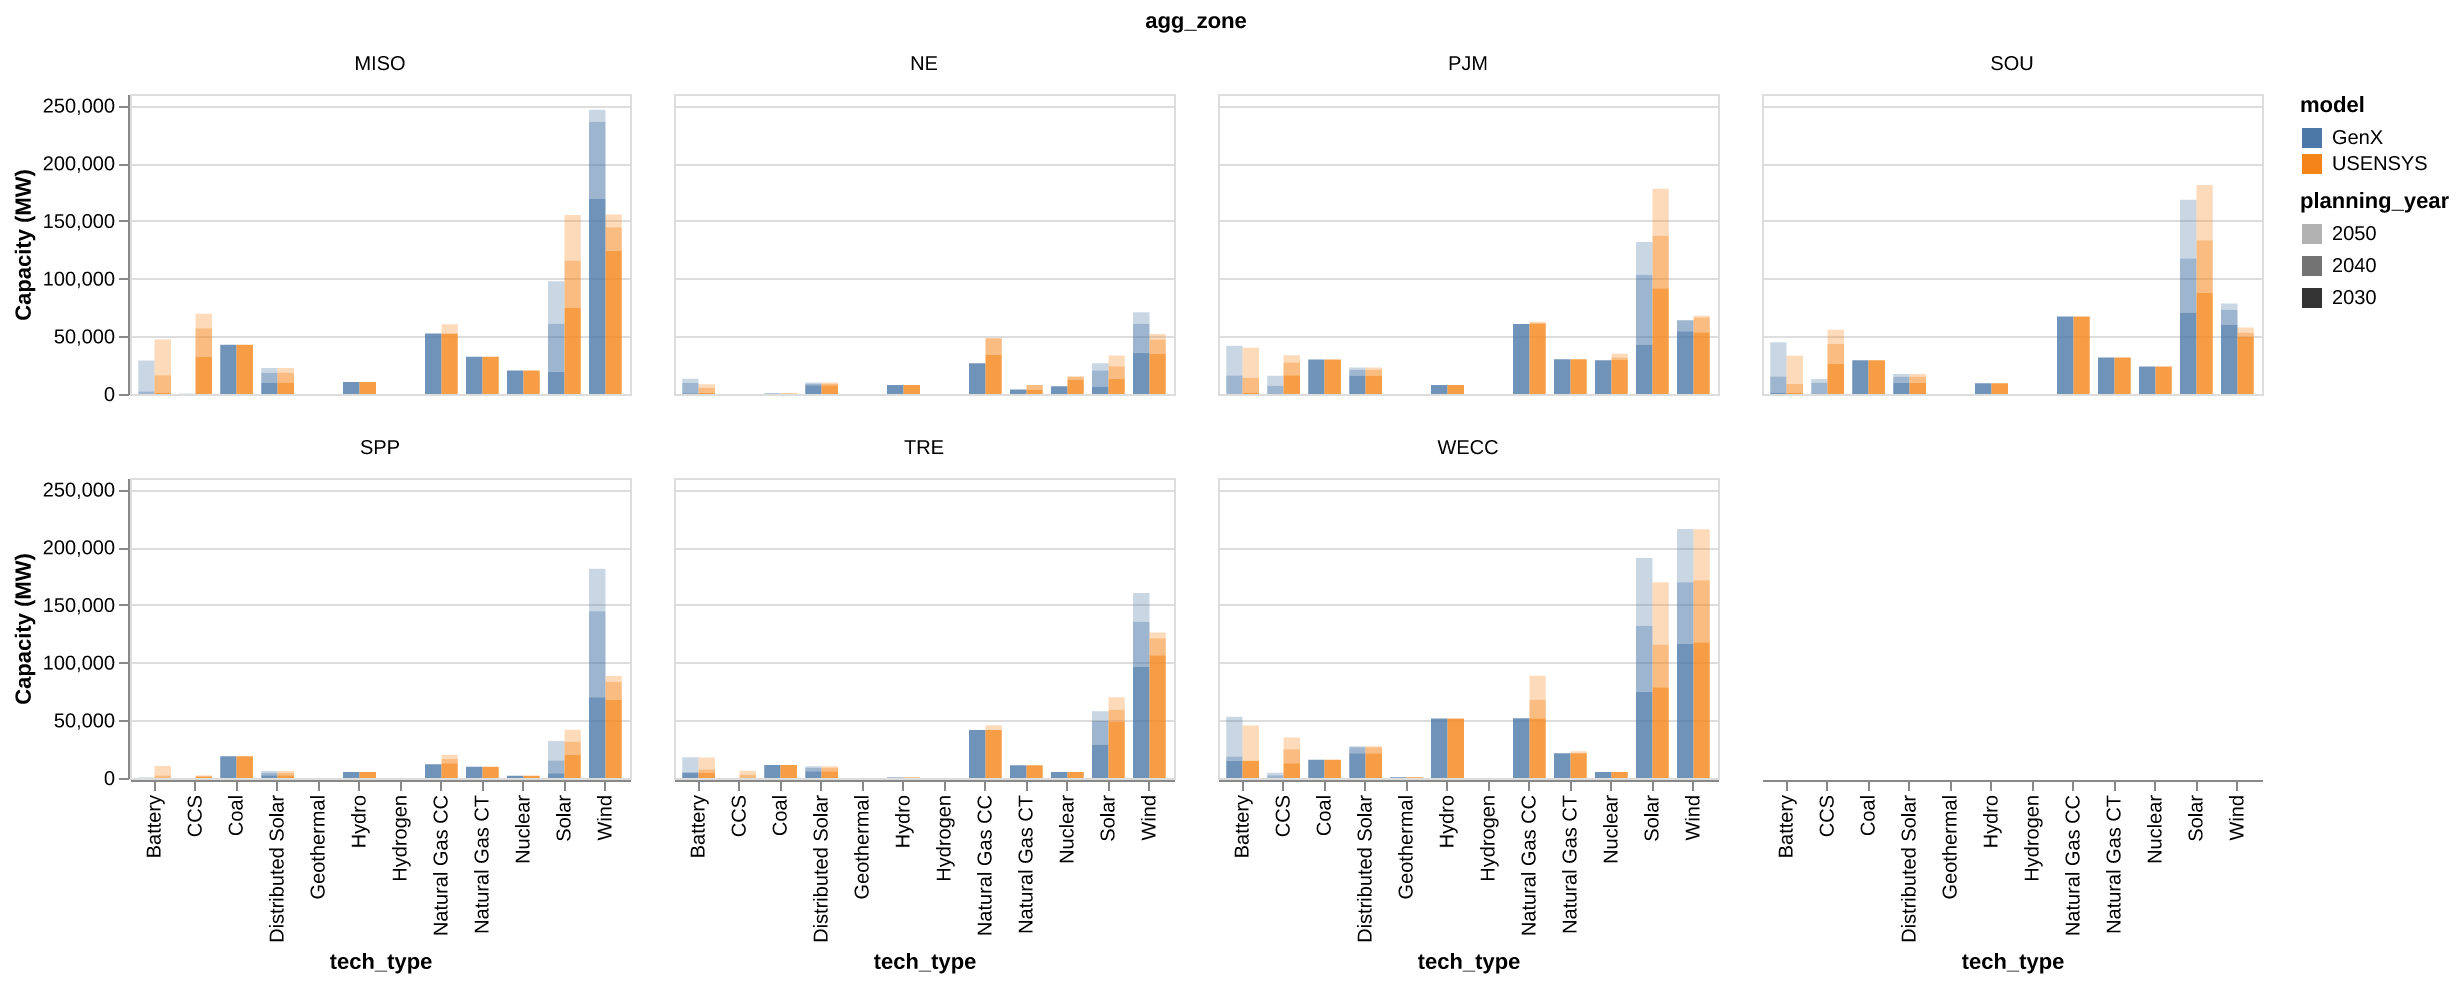 agg_zone
MISO
NE
PJM
SOU
Capacity (MW)
250,000
200,000
150,000
100,000
50,000
0
model
GenX
USENSYS
planning_year
2050
2040
2030
SPP
TRE
WECC
Capacity (MW)
250,000
200,000
150,000
100,000
50,000
0
Battery
CCS
Coal
Distributed Solar
Geothermal
Hydro
Hydrogen
Natural Gas CC
Natural Gas CT
Nuclear
Solar
Wind
Battery
CCS
Coal
Distributed Solar
Geothermal
Hydro
Hydrogen
Natural Gas CC
Natural Gas CT
Nuclear
Solar
Wind
Battery
CCS
Coal
Distributed Solar
Geothermal
Hydro
Hydrogen
Natural Gas CC
Natural Gas CT
Nuclear
Solar
Wind
Battery
CCS
Coal
Distributed Solar
Geothermal
Hydro
Hydrogen
Natural Gas CC
Natural Gas CT
Nuclear
Solar
Wind
tech_type
tech_type
tech_type
tech_type